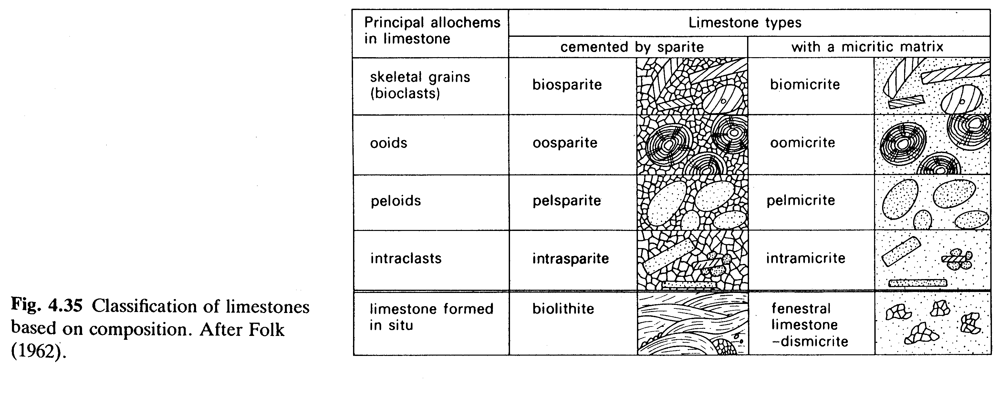 Principal allochems
in limestone
Limestone types
cemented by sparite
with a micritic matrix
skeletal grains
(bioclasts)
biosparite
biomicrite
ooids
oosparite
oomicrite
peloids
pelsparite
pelmicrite
intraclasts
intrasparite
intramicrite
limestone formed
in situ
biolithite
fenestral
limestone
–dismicrite
Fig. 4.35 Classification of limestones
based on composition. After Folk
(1962).